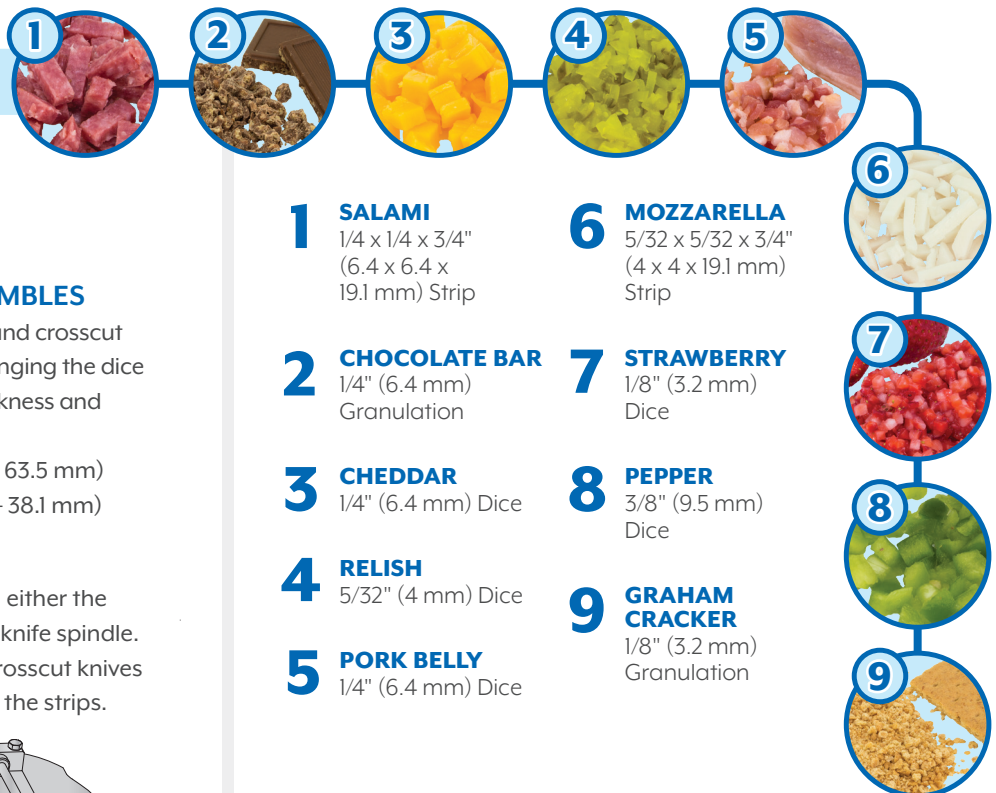 1
2
3
4
5
6
7
8
9
MBLES
and crosscut
nging the dice
kness and
63.5 mm)
- 38.1 mm)
either the
knife spindle.
rosscut knives
the strips.
1
SALAMI
1/4 x 1/4 x 3/4"
(6.4 x 6.4 x
19.1 mm) Strip
2
CHOCOLATE BAR
1/4" (6.4 mm)
Granulation
3
CHEDDAR
1/4" (6.4 mm) Dice
4
RELISH
5/32" (4 mm) Dice
5
PORK BELLY
1/4" (6.4 mm) Dice
6
MOZZARELLA
5/32 x 5/32 x 3/4"
(4 x 4 x 19.1 mm)
Strip
7
STRAWBERRY
1/8" (3.2 mm)
Dice
8
PEPPER
3/8" (9.5 mm)
Dice
9
GRAHAM
CRACKER
1/8" (3.2 mm)
Granulation